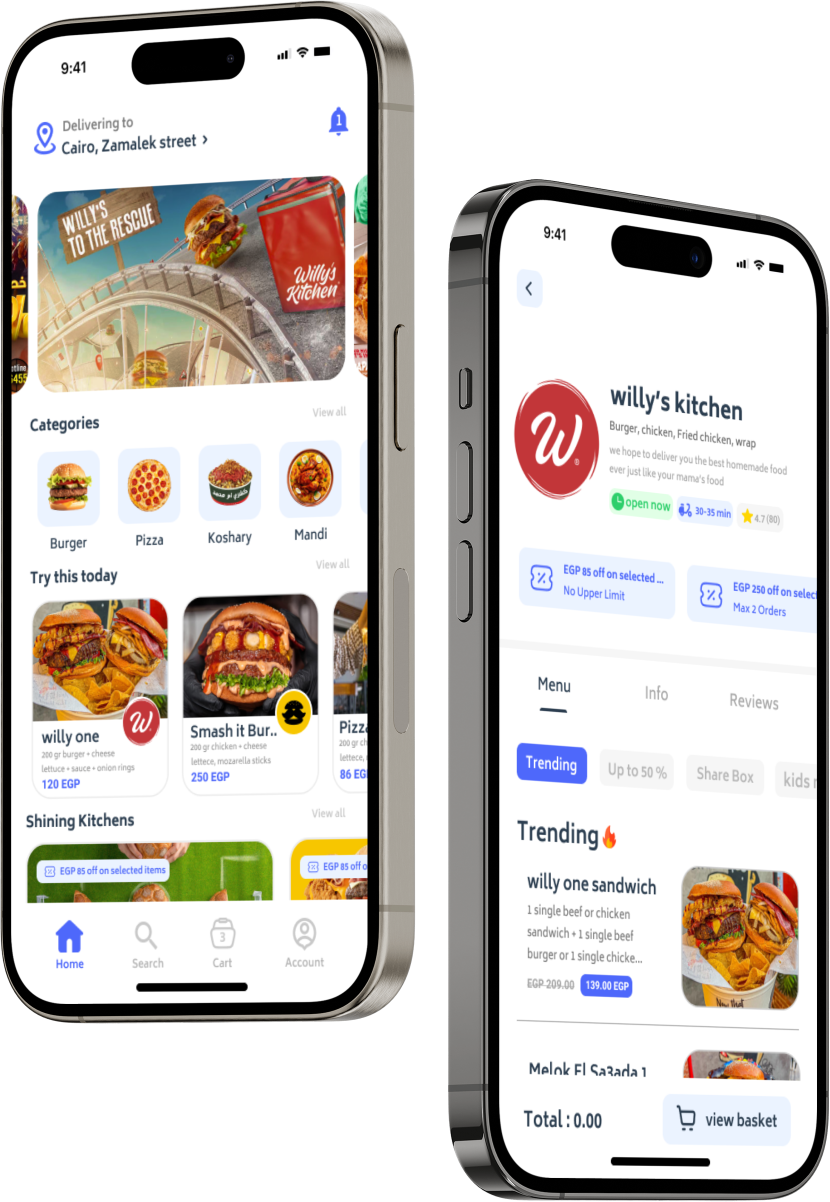 9:41
Delivering to
Cairo, Zamalek street
1
WILLY'S
TO THE RESCUE
Willy's
Kitchen
455
Categories
View all
Burger
Pizza
Koshary
Mandi
Try this today
View all
willy one
200 gr burger + cheese
lettuce + sauce + onion rings
120 EGP
W
Smash it Bur..
200 gr chicken + cheese
lettece, mozarella sticks
250 EGP
Pizza
200 gr ch
lettece,
86 EG
Shining Kitchens
View all
EGP 85 off on selected items
EGP 85 off o
Home
Search
3
Cart
Account
9:41
W
®
willy's kitchen
Burger, chicken, Fried chicken, wrap
we hope to deliver you the best homemade food
ever just like your mama's food
open now
30-35 min
4.7 (80)
EGP 85 off on selected ...
No Upper Limit
EGP 250 off on select
Max 2 Orders
Menu
Info
Reviews
Trending
Up to 50 %
Share Box
kids
Trending
willy one sandwich
1 single beef or chicken
sandwich + 1 single beef
burger or 1 single chicke...
EGP 209.00
139.00 EGP
Now that
Melok El Sa3ada 1
Total : 0.00
view basket